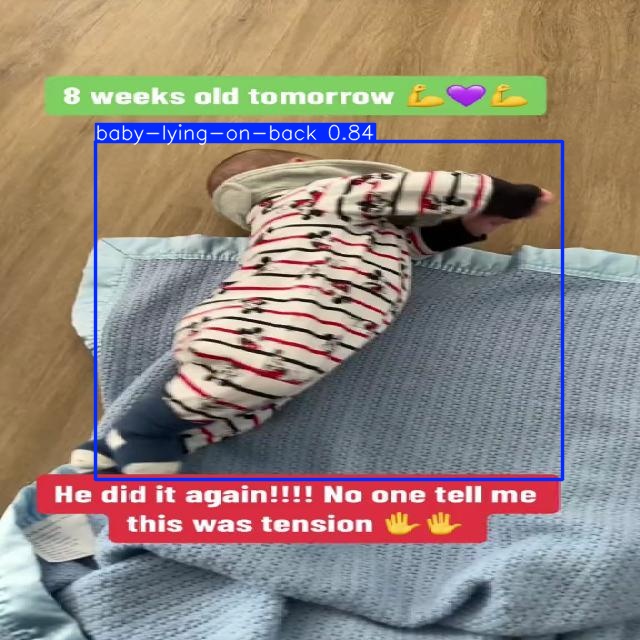 8 weeks old tomorrow 💪💜💪
baby-lying-on-back 0.84
He did it again!!!! No one tell me
this was tension 🤚🤚